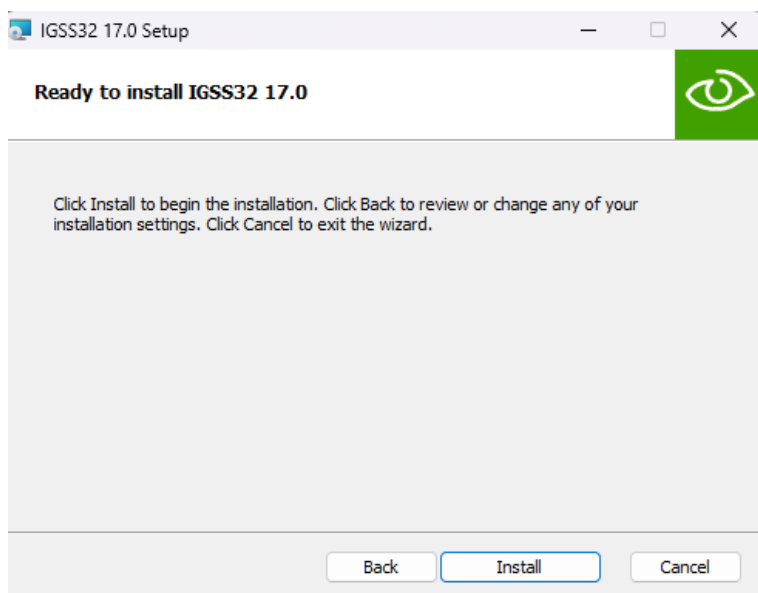 IGSS32 17.0 Setup
Ready to install IGSS32 17.0
Click Install to begin the installation. Click Back to review or change any of your
installation settings. Click Cancel to exit the wizard.
Back Install Cancel